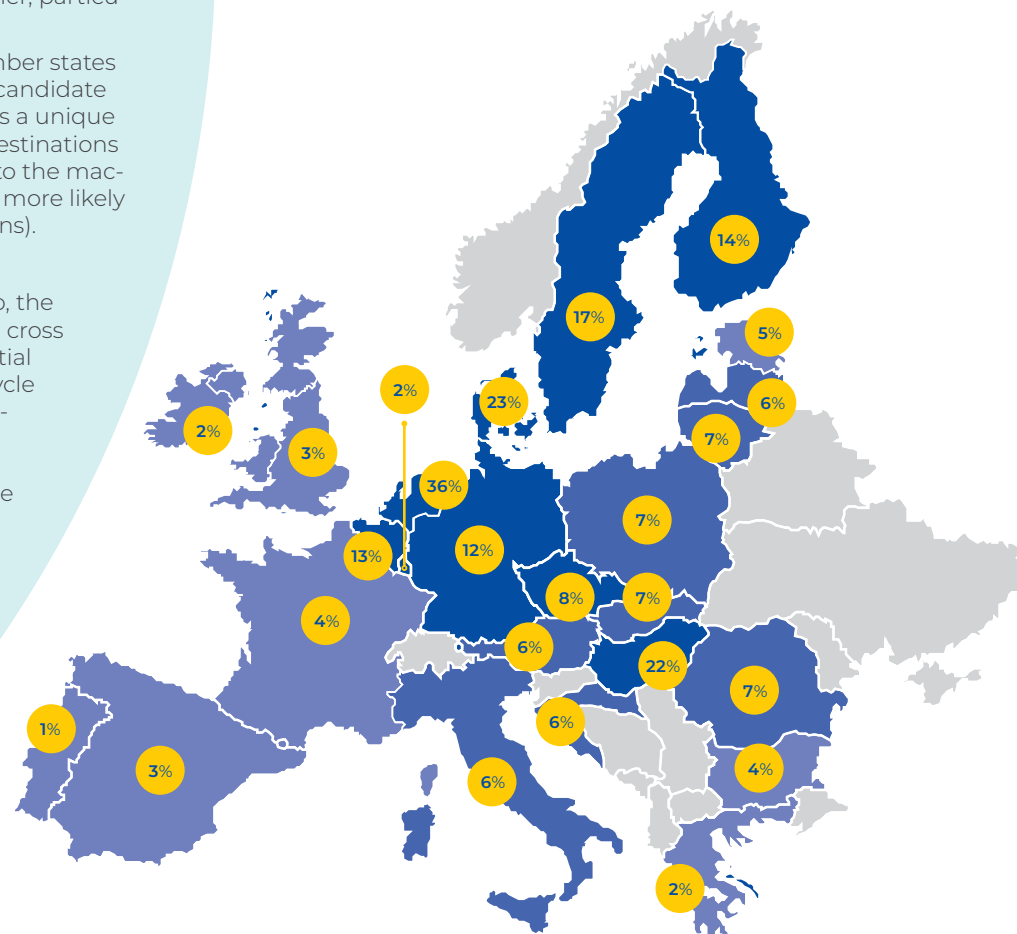 mber states
candidate
s a unique
estinations
to the mac-
more likely
ns).
o, the
cross
tial
ycle
-
e
14%
17%
5%
2%
23%
6%
2%
7%
3%
36%
7%
13%
12%
8%
7%
4%
6%
22%
7%
1%
6%
3%
4%
6%
2%